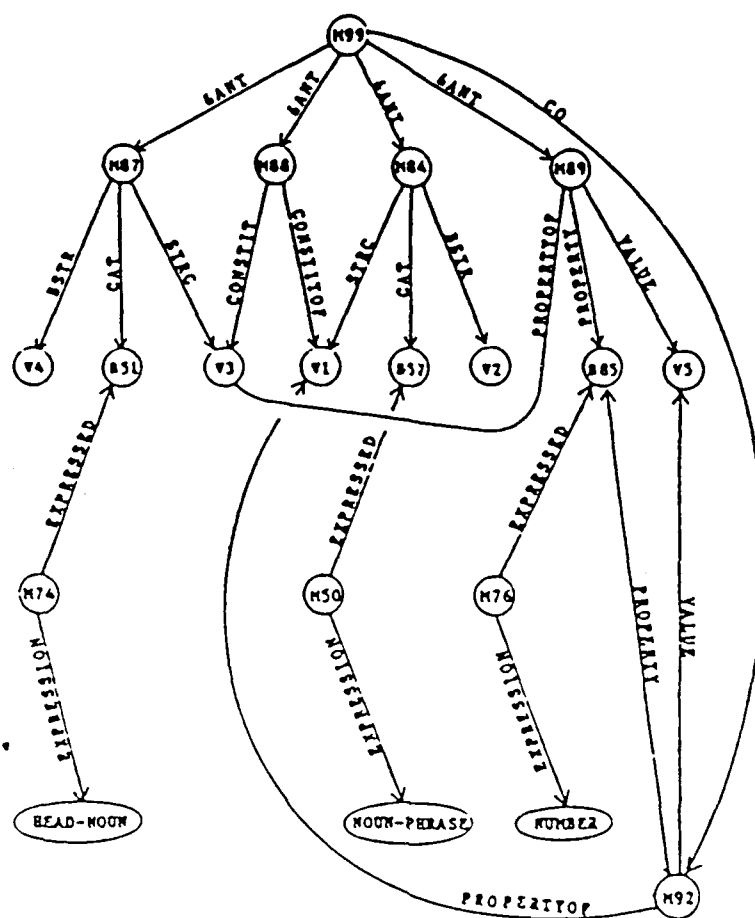 M99
&ANT &ANT &ANT &ANT CQ
M87 M88 M84 M89
BSTR CAT STRC CONSTIT CONSTITOF STRC CAT BSTR PROPERTYOF PROPERTY VALUE
V4 B51 V3 V1 B57 V2 B85 V5
EXPRESSED EXPRESSED EXPRESSED
M74 M50 M76 PROPERTY VALUE
EXPRESSION EXPRESSION EXPRESSION
HEAD-NOUN NOUN-PHRASE NUMBER
PROPERTYOF M92